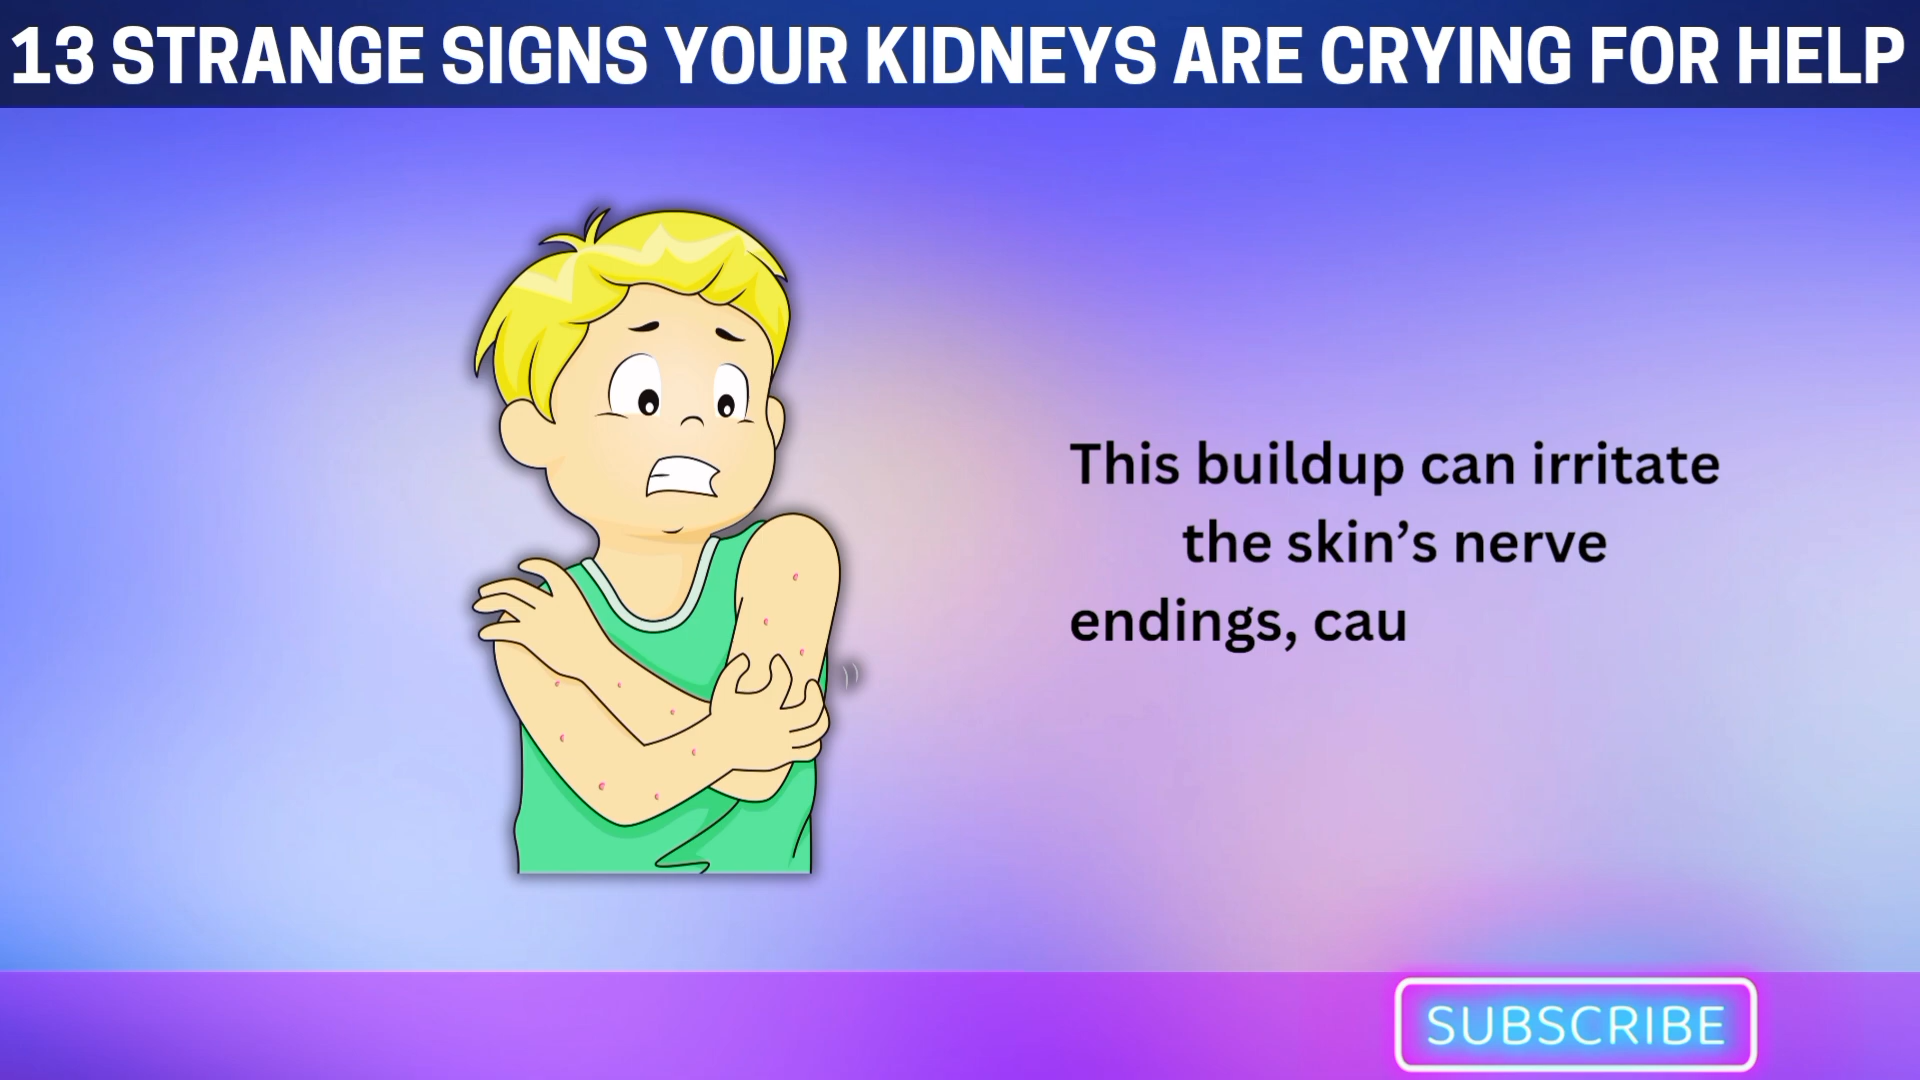 13 STRANGE SIGNS YOUR KIDNEYS ARE CRYING FOR HELP
This buildup can irritate
the skin’s nerve
endings, cau
SUBSCRIBE